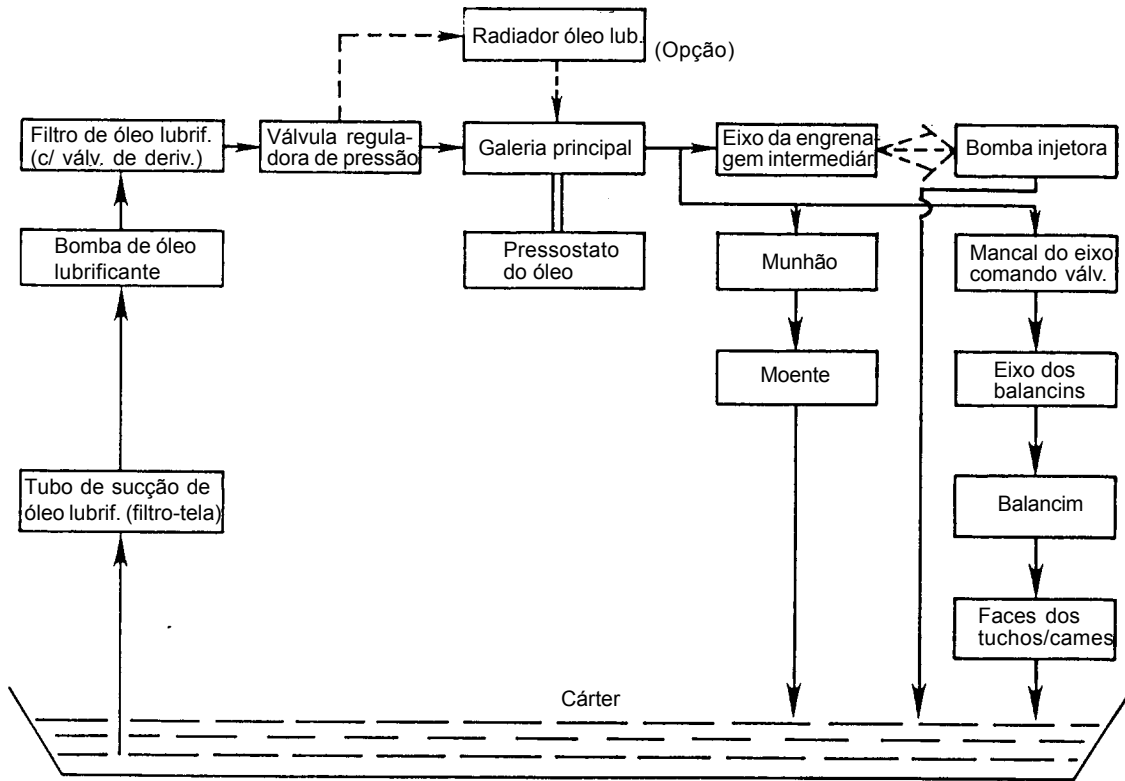 Radiador óleo lub.
(Opção)
Filtro de óleo lubrif.
(c/ válv. de deriv.)
Válvula regula-
dora de pressão
Galeria principal
Eixo da engrena-
gem intermediár
Bomba injetora
Bomba de óleo
lubrificante
Pressostato
do óleo
Munhão
Mancal do eixo
comando válv.
Moente
Eixo dos
balancins
Tubo de sucção de
óleo lubrif. (filtro-tela)
Balancim
Faces dos
tuchos/cames
Cárter